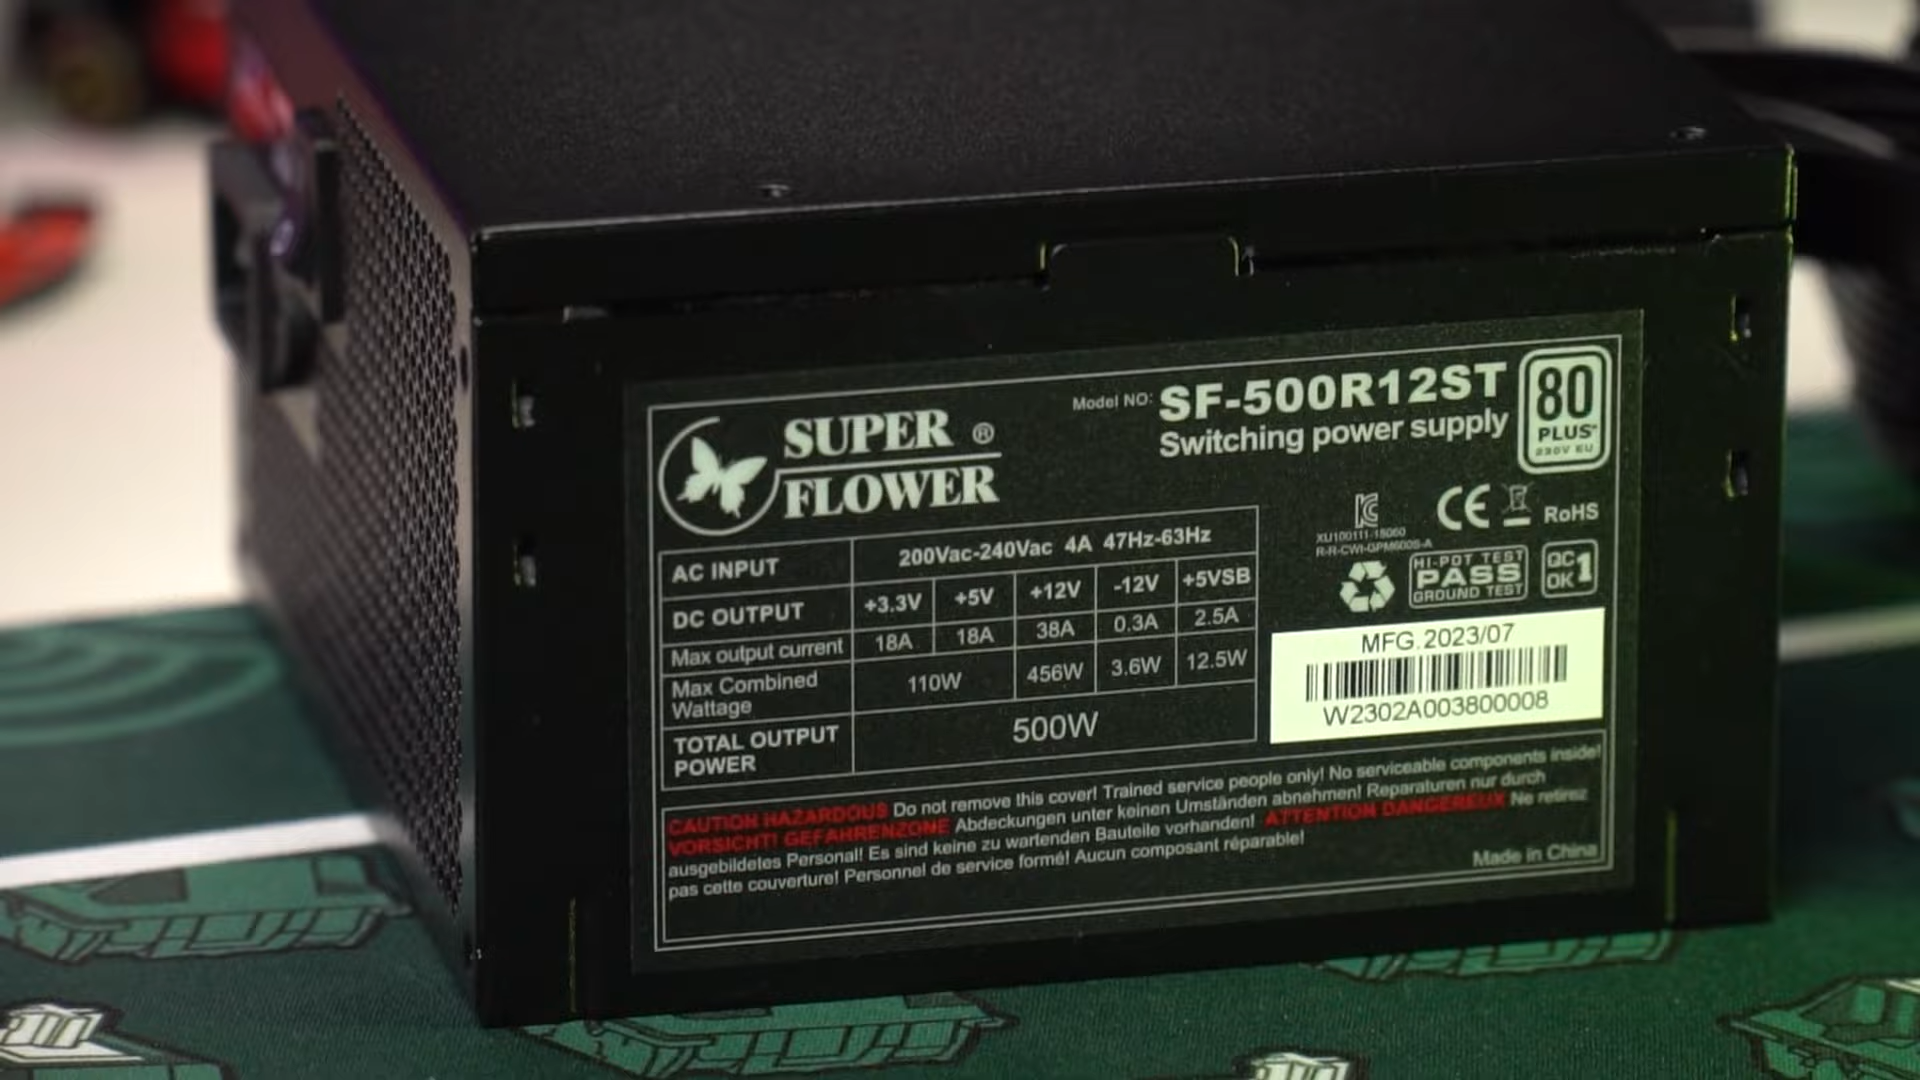 SUPER ®
FLOWER
Model NO: SF-500R12ST
Switching power supply
80
PLUS
230V EU
CE
RoHS
XU100111-18060
R-R-CWI-GPM600S-A
HI-POT TEST
PASS
GROUND TEST
QC
OK 1
AC INPUT 200Vac-240Vac 4A 47Hz-63Hz
DC OUTPUT +3.3V +5V +12V -12V +5VSB
Max output current 18A 18A 38A 0.3A 2.5A
Max Combined
Wattage 110W 456W 3.6W 12.5W
TOTAL OUTPUT
POWER 500W
MFG.2023/07
W2302A003800008
CAUTION HAZARDOUS Do not remove this cover! Trained service people only! No serviceable components inside!
VORSICHT! GEFAHRENZONE Abdeckungen unter keinen Umständen abnehmen! Reparaturen nur durch
ausgebildetes Personal! Es sind keine zu wartenden Bauteile vorhanden! ATTENTION DANGEREUX Ne retirez
pas cette couverture! Personnel de service formé! Aucun composant réparable!
Made in China